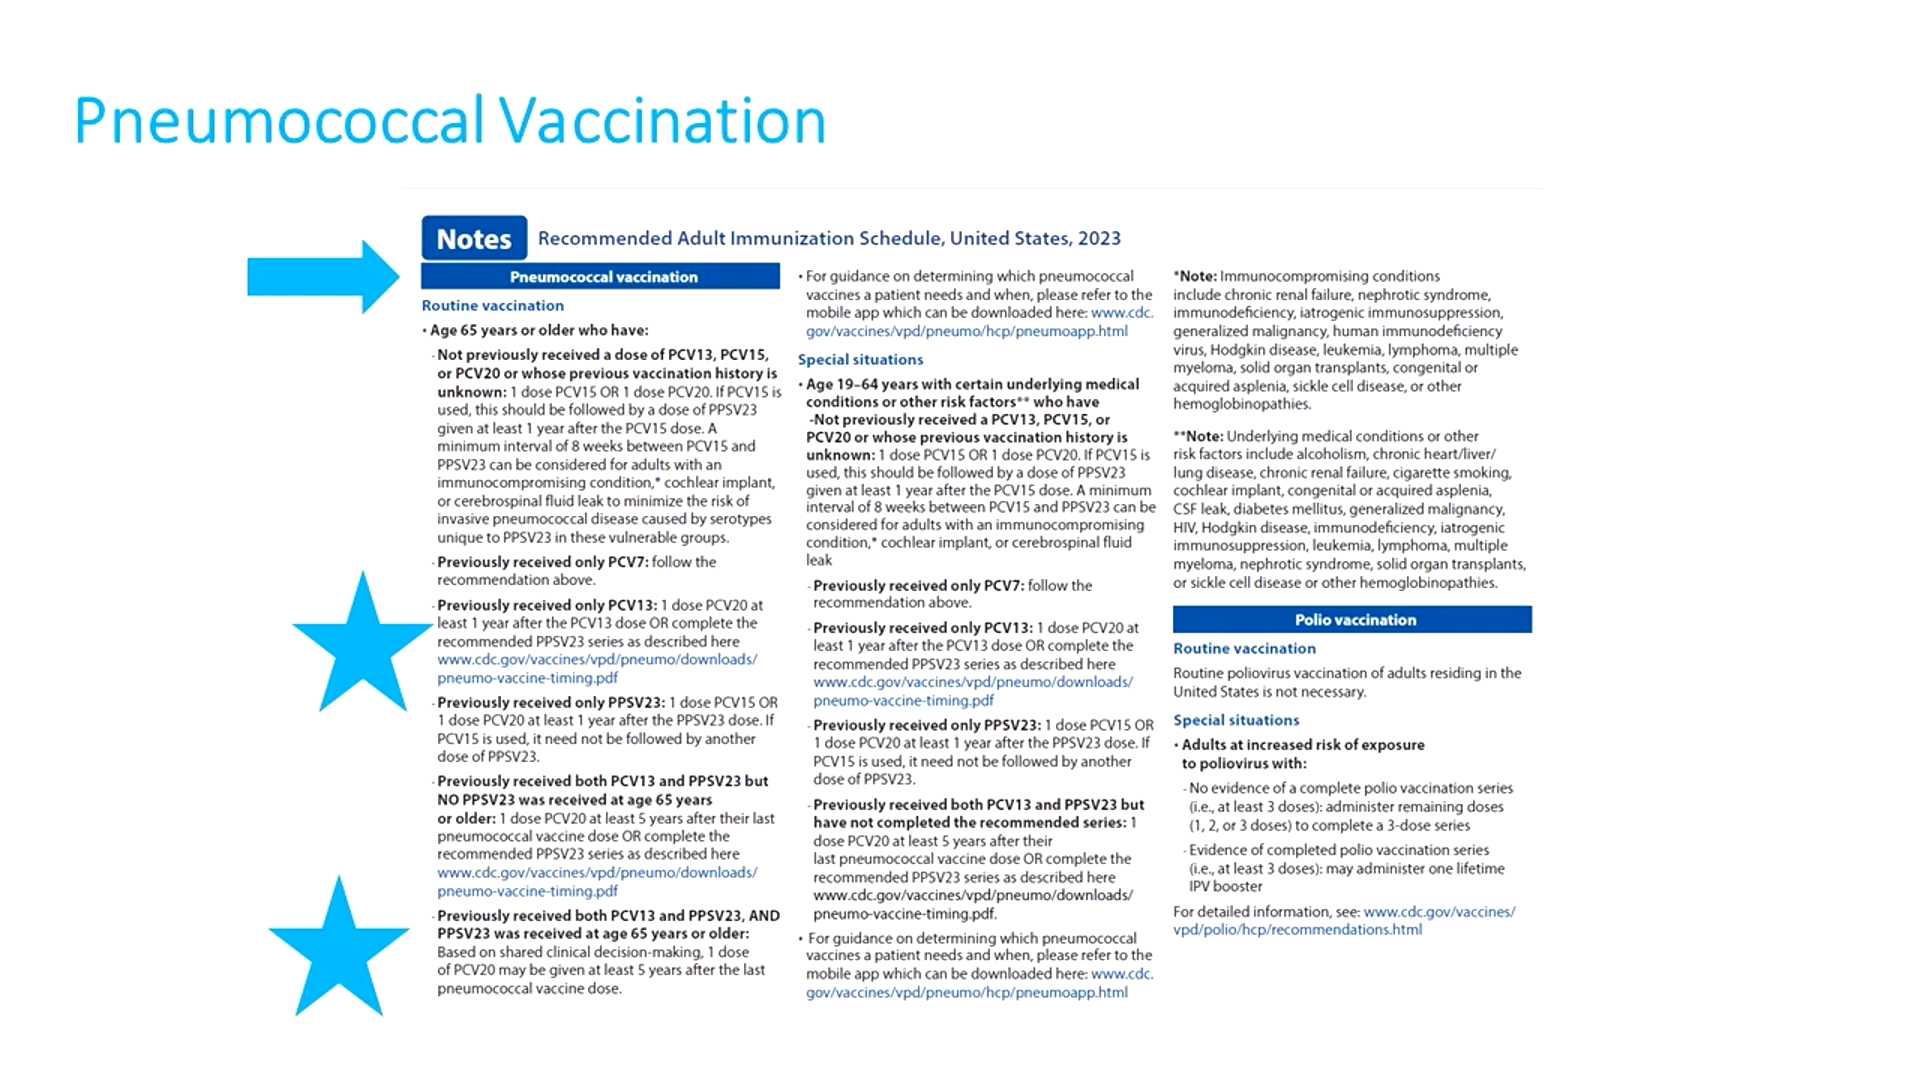 Pneumococcal Vaccination
Notes
Recommended Adult Immunization Schedule, United States, 2023
Pneumococcal vaccination
Routine vaccination
• Age 65 years or older who have:
- Not previously received a dose of PCV13, PCV15,
or PCV20 or whose previous vaccination history is
unknown: 1 dose PCV15 OR 1 dose PCV20. If PCV15 is
used, this should be followed by a dose of PPSV23
given at least 1 year after the PCV15 dose. A
minimum interval of 8 weeks between PCV15 and
PPSV23 can be considered for adults with an
immunocompromising condition,* cochlear implant,
or cerebrospinal fluid leak to minimize the risk of
invasive pneumococcal disease caused by serotypes
unique to PPSV23 in these vulnerable groups.
- Previously received only PCV7: follow the
recommendation above.
- Previously received only PCV13: 1 dose PCV20 at
least 1 year after the PCV13 dose OR complete the
recommended PPSV23 series as described here
www.cdc.gov/vaccines/vpd/pneumo/downloads/
pneumo-vaccine-timing.pdf
- Previously received only PPSV23: 1 dose PCV15 OR
1 dose PCV20 at least 1 year after the PPSV23 dose. If
PCV15 is used, it need not be followed by another
dose of PPSV23.
- Previously received both PCV13 and PPSV23 but
NO PPSV23 was received at age 65 years
or older: 1 dose PCV20 at least 5 years after their last
pneumococcal vaccine dose OR complete the
recommended PPSV23 series as described here
www.cdc.gov/vaccines/vpd/pneumo/downloads/
pneumo-vaccine-timing.pdf
- Previously received both PCV13 and PPSV23, AND
PPSV23 was received at age 65 years or older:
Based on shared clinical decision-making, 1 dose
of PCV20 may be given at least 5 years after the last
pneumococcal vaccine dose.
• For guidance on determining which pneumococcal
vaccines a patient needs and when, please refer to the
mobile app which can be downloaded here: www.cdc.
gov/vaccines/vpd/pneumo/hcp/pneumoapp.html
Special situations
• Age 19–64 years with certain underlying medical
conditions or other risk factors** who have
-Not previously received a PCV13, PCV15, or
PCV20 or whose previous vaccination history is
unknown: 1 dose PCV15 OR 1 dose PCV20. If PCV15 is
used, this should be followed by a dose of PPSV23
given at least 1 year after the PCV15 dose. A minimum
interval of 8 weeks between PCV15 and PPSV23 can be
considered for adults with an immunocompromising
condition,* cochlear implant, or cerebrospinal fluid
leak
- Previously received only PCV7: follow the
recommendation above.
- Previously received only PCV13: 1 dose PCV20 at
least 1 year after the PCV13 dose OR complete the
recommended PPSV23 series as described here
www.cdc.gov/vaccines/vpd/pneumo/downloads/
pneumo-vaccine-timing.pdf
- Previously received only PPSV23: 1 dose PCV15 OR
1 dose PCV20 at least 1 year after the PPSV23 dose. If
PCV15 is used, it need not be followed by another
dose of PPSV23.
- Previously received both PCV13 and PPSV23 but
have not completed the recommended series: 1
dose PCV20 at least 5 years after their
last pneumococcal vaccine dose OR complete the
recommended PPSV23 series as described here
www.cdc.gov/vaccines/vpd/pneumo/downloads/
pneumo-vaccine-timing.pdf.
• For guidance on determining which pneumococcal
vaccines a patient needs and when, please refer to the
mobile app which can be downloaded here: www.cdc.
gov/vaccines/vpd/pneumo/hcp/pneumoapp.html
*Note: Immunocompromising conditions
include chronic renal failure, nephrotic syndrome,
immunodeficiency, iatrogenic immunosuppression,
generalized malignancy, human immunodeficiency
virus, Hodgkin disease, leukemia, lymphoma, multiple
myeloma, solid organ transplants, congenital or
acquired asplenia, sickle cell disease, or other
hemoglobinopathies.
**Note: Underlying medical conditions or other
risk factors include alcoholism, chronic heart/liver/
lung disease, chronic renal failure, cigarette smoking,
cochlear implant, congenital or acquired asplenia,
CSF leak, diabetes mellitus, generalized malignancy,
HIV, Hodgkin disease, immunodeficiency, iatrogenic
immunosuppression, leukemia, lymphoma, multiple
myeloma, nephrotic syndrome, solid organ transplants,
or sickle cell disease or other hemoglobinopathies.
Polio vaccination
Routine vaccination
Routine poliovirus vaccination of adults residing in the
United States is not necessary.
Special situations
• Adults at increased risk of exposure
to poliovirus with:
- No evidence of a complete polio vaccination series
(i.e., at least 3 doses): administer remaining doses
(1, 2, or 3 doses) to complete a 3-dose series
- Evidence of completed polio vaccination series
(i.e., at least 3 doses): may administer one lifetime
IPV booster
For detailed information, see: www.cdc.gov/vaccines/
vpd/polio/hcp/recommendations.html